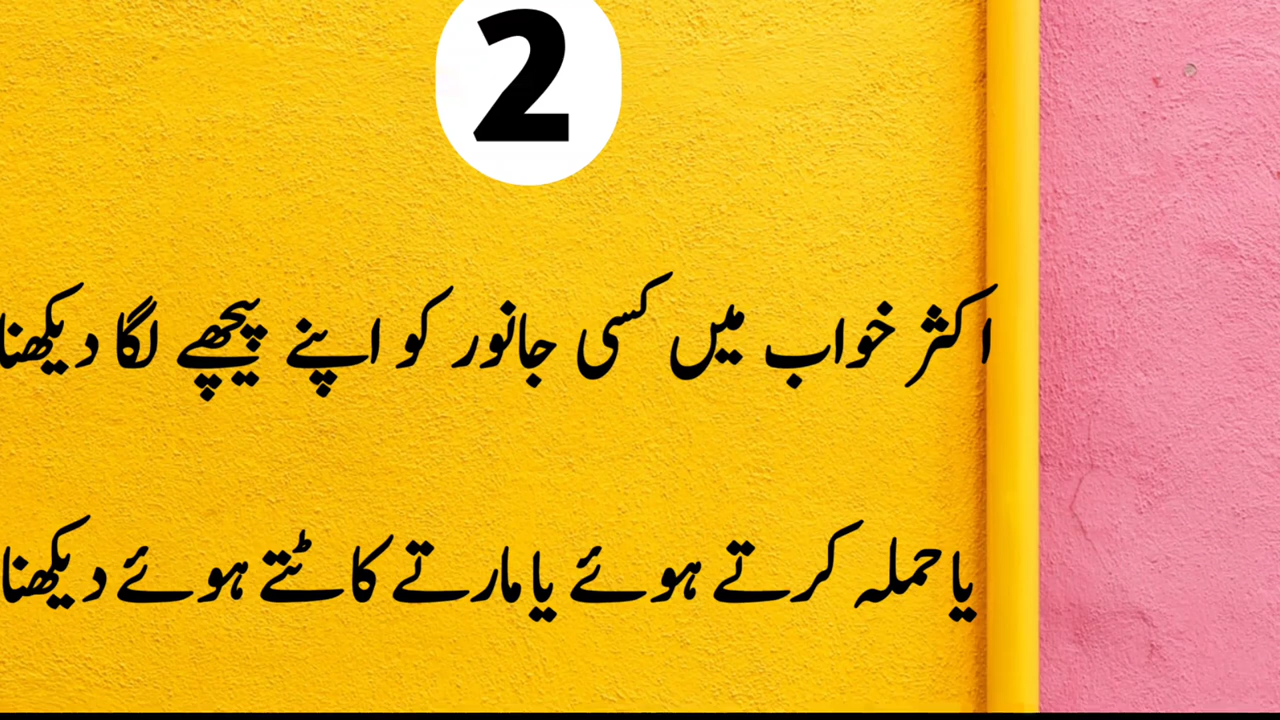 2
اکثر خواب میں کسی جانور کو اپنے پیچھے لگا دیکھنا
یا حملہ کرتے ہوئے یا مارتے کاٹتے ہوئے دیکھنا